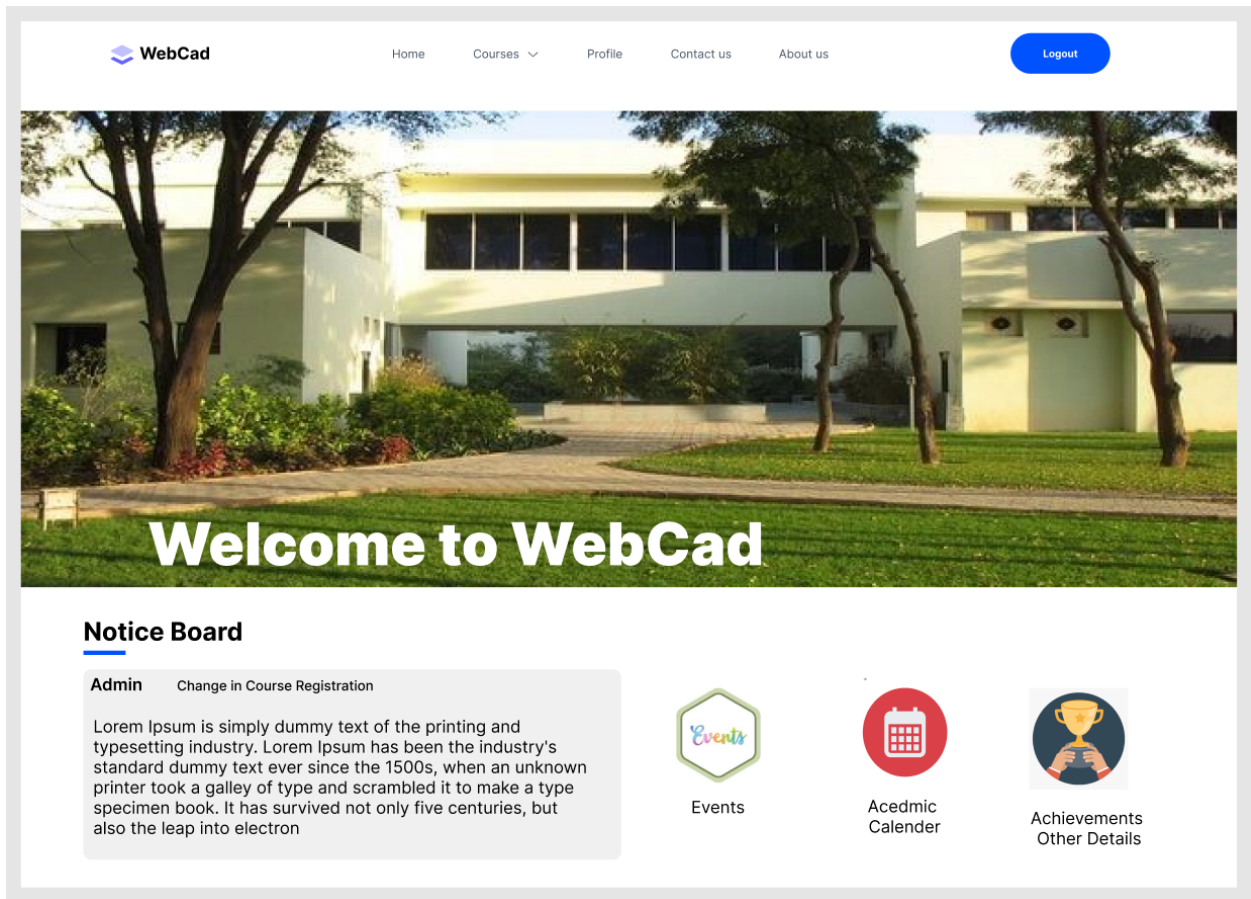 WebCad
Home
Courses
Profile
Contact us
About us
Logout
Welcome to WebCad
Notice Board
Admin
Change in Course Registration
Lorem Ipsum is simply dummy text of the printing and
typesetting industry. Lorem Ipsum has been the industry's
standard dummy text ever since the 1500s, when an unknown
printer took a galley of type and scrambled it to make a type
specimen book. It has survived not only five centuries, but
also the leap into electron
Events
Events
Acedmic
Calender
Achievements
Other Details